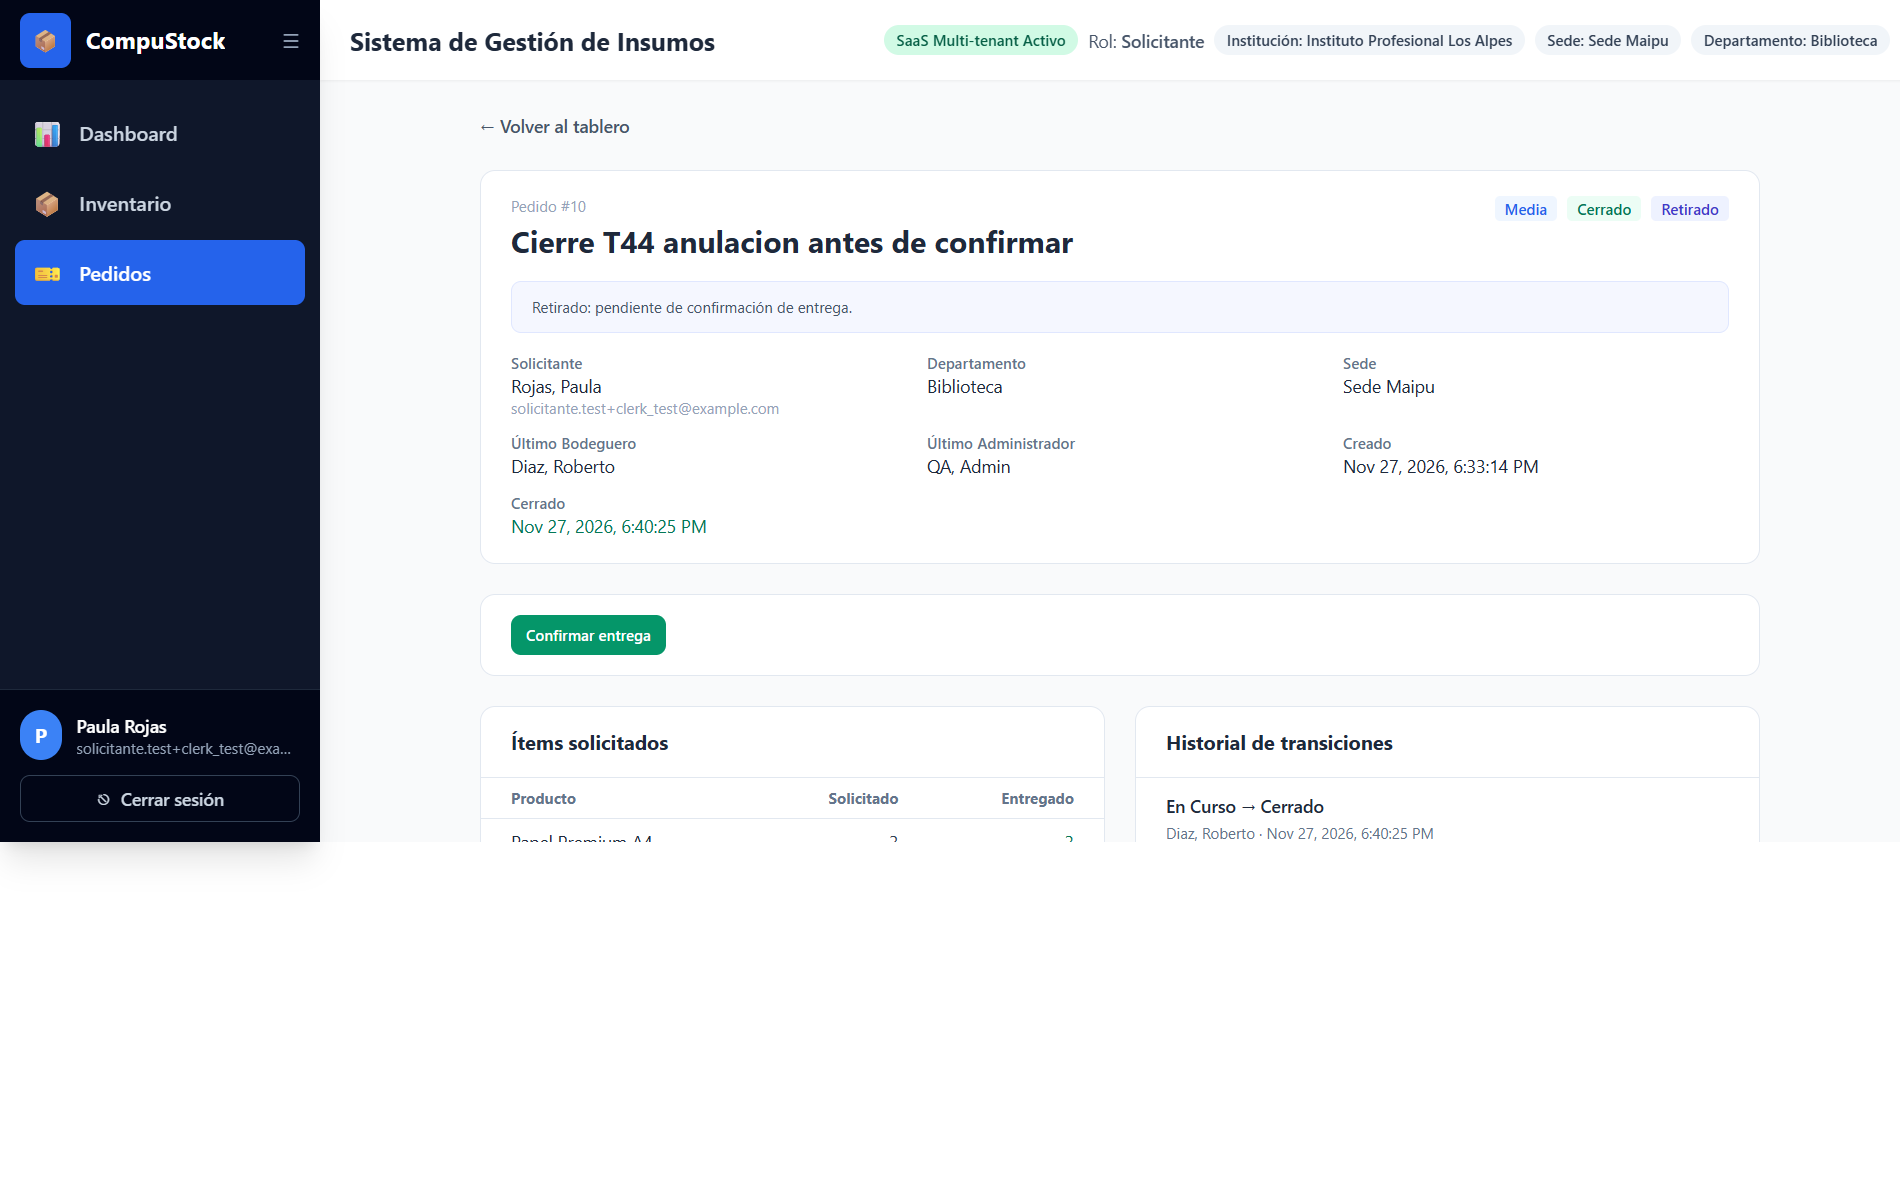 CompuStock
Sistema de Gestión de Insumos
SaaS Multi-tenant Activo
Rol: Solicitante
Institución: Instituto Profesional Los Alpes
Sede: Sede Maipu
Departamento: Biblioteca
Dashboard
Inventario
Pedidos
← Volver al tablero
Pedido #10
Media
Cerrado
Retirado
Cierre T44 anulacion antes de confirmar
Retirado: pendiente de confirmación de entrega.
Solicitante
Rojas, Paula
solicitante.test+clerk_test@example.com
Departamento
Biblioteca
Sede
Sede Maipu
Último Bodeguero
Diaz, Roberto
Último Administrador
QA, Admin
Creado
Nov 27, 2026, 6:33:14 PM
Cerrado
Nov 27, 2026, 6:40:25 PM
Confirmar entrega
Ítems solicitados
Producto
Solicitado
Entregado
Papel Premium A4
2
2
Historial de transiciones
En Curso → Cerrado
Diaz, Roberto · Nov 27, 2026, 6:40:25 PM
P
Paula Rojas
solicitante.test+clerk_test@exa...
Cerrar sesión